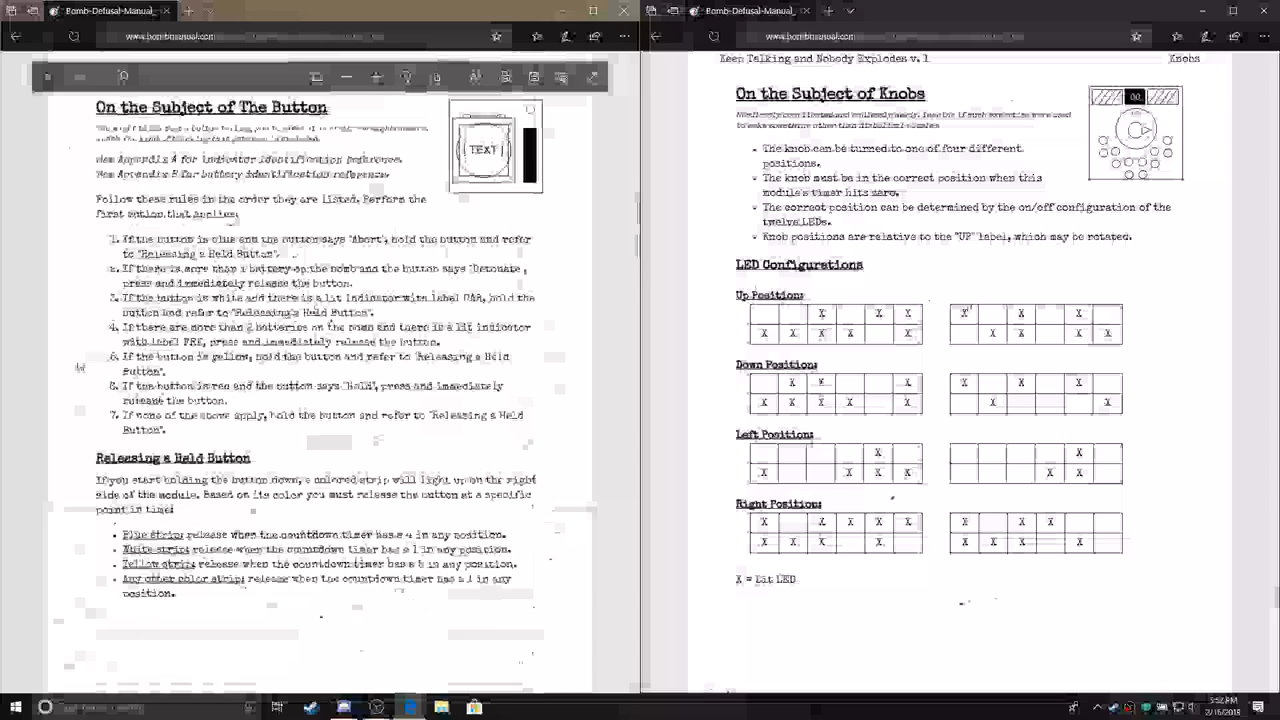 Bomb-Defusal-Manual-
www.bombmanual.com
On the Subject of The Button
TEXT
See Appendix A for indicator identification reference.
See Appendix B for battery identification reference.
Follow these rules in the order they are listed. Perform the
first action that applies:
1. If the button is blue and the button says "Abort", hold the button and refer
to "Releasing a Held Button".
2. If there is more than 1 battery on the bomb and the button says "Detonate",
press and immediately release the button.
3. If the button is white and there is a lit indicator with label CAR, hold the
button and refer to "Releasing a Held Button".
4. If there are more than 2 batteries on the bomb and there is a lit indicator
with label FRK, press and immediately release the button.
5. If the button is yellow, hold the button and refer to "Releasing a Held
Button".
6. If the button is red and the button says "Hold", press and immediately
release the button.
7. If none of the above apply, hold the button and refer to "Releasing a Held
Button".
Releasing a Held Button
If you start holding the button down, a colored strip will light up on the right
side of the module. Based on its color you must release the button at a specific
point in time:
Blue strip: release when the countdown timer has a 4 in any position.
White strip: release when the countdown timer has a 1 in any position.
Yellow strip: release when the countdown timer has a 5 in any position.
Any other color strip: release when the countdown timer has a 1 in any
position.
Bomb-Defusal-Manual-
www.bombmanual.com
Keep Talking and Nobody Explodes v. 1 Knobs
On the Subject of Knobs
00
The knob can be turned to one of four different
positions.
The knob must be in the correct position when this
module's timer hits zero.
The correct position can be determined by the on/off configuration of the
twelve LEDs.
Knob positions are relative to the "UP" label, which may be rotated.
LED Configurations
Up Position:
X X X X X X
X X X X X X X X
Down Position:
X X X X X X
X X X X X X X
Left Position:
X X
X X X X X X
Right Position:
X X X X X X X
X X X X X X X X X
X = Lit LED
5:52 PM
2/15/2019